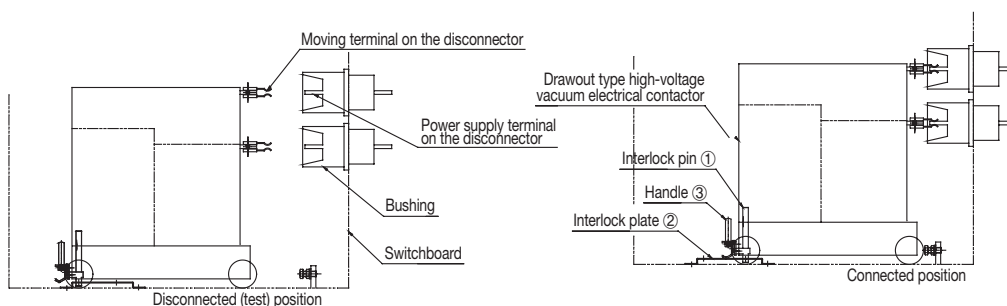 Moving terminal on the disconnector
Power supply terminal
on the disconnector
Bushing
Switchboard
Disconnected (test) position
Drawout type high-voltage
vacuum electrical contactor
Interlock pin ①
Handle ③
Interlock plate ②
Connected position